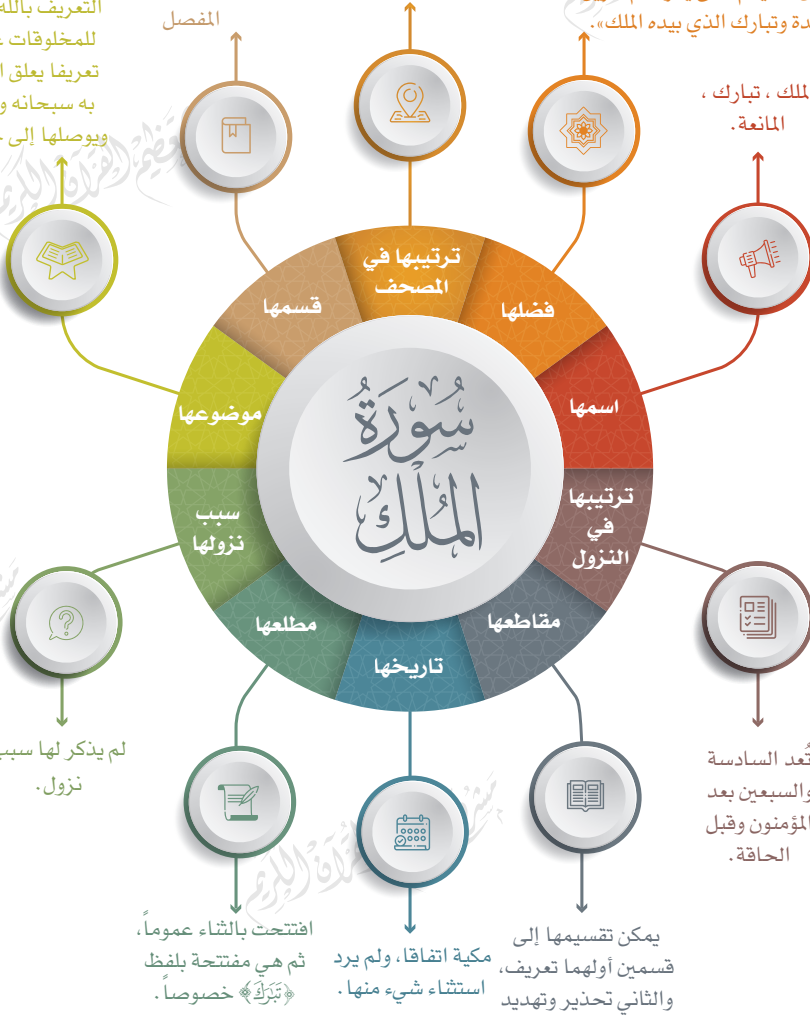 التعريف بالله
للمخلوقات
تعريفا يعلق
به سبحانه
ويوصلها إلى
المفصل
وتبارك الذي بيده الملك».
الملك ، تبارك ،
المانعة.
ترتيبها في
المصحف
فضلها
اسمها
ترتيبها
في
النزول
مقاطعها
تاريخها
مطلعها
سبب
نزولها
موضوعها
قسمها
سُورَةُ
المُلْكِ
تُعد السادسة
والسبعين بعد
المؤمنون وقبل
الحاقة.
يمكن تقسيمها إلى
قسمين أولهما تعريف،
والثاني تحذير وتهديد
مكية اتفاقا، ولم يرد
استثناء شيء منها.
افتتحت بالثناء عموماً،
ثم هي مفتتحة بلفظ
﴿تَبَٰرَكَ﴾ خصوصاً.
لم يذكر لها سبب
نزول.